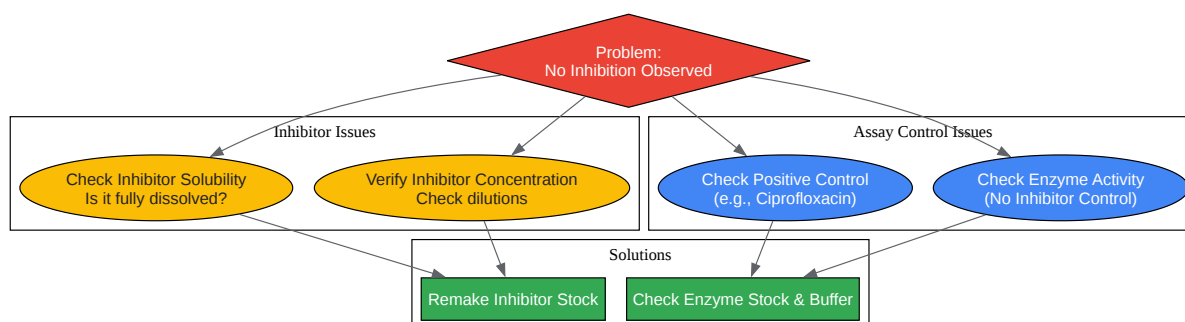 Problem:
No Inhibition Observed
Inhibitor Issues
Assay Control Issues
Check Inhibitor Solubility
Is it fully dissolved?
Verify Inhibitor Concentration
Check dilutions
Check Positive Control
(e.g., Ciprofloxacin)
Check Enzyme Activity
(No Inhibitor Control)
Solutions
Remake Inhibitor Stock
Check Enzyme Stock & Buffer